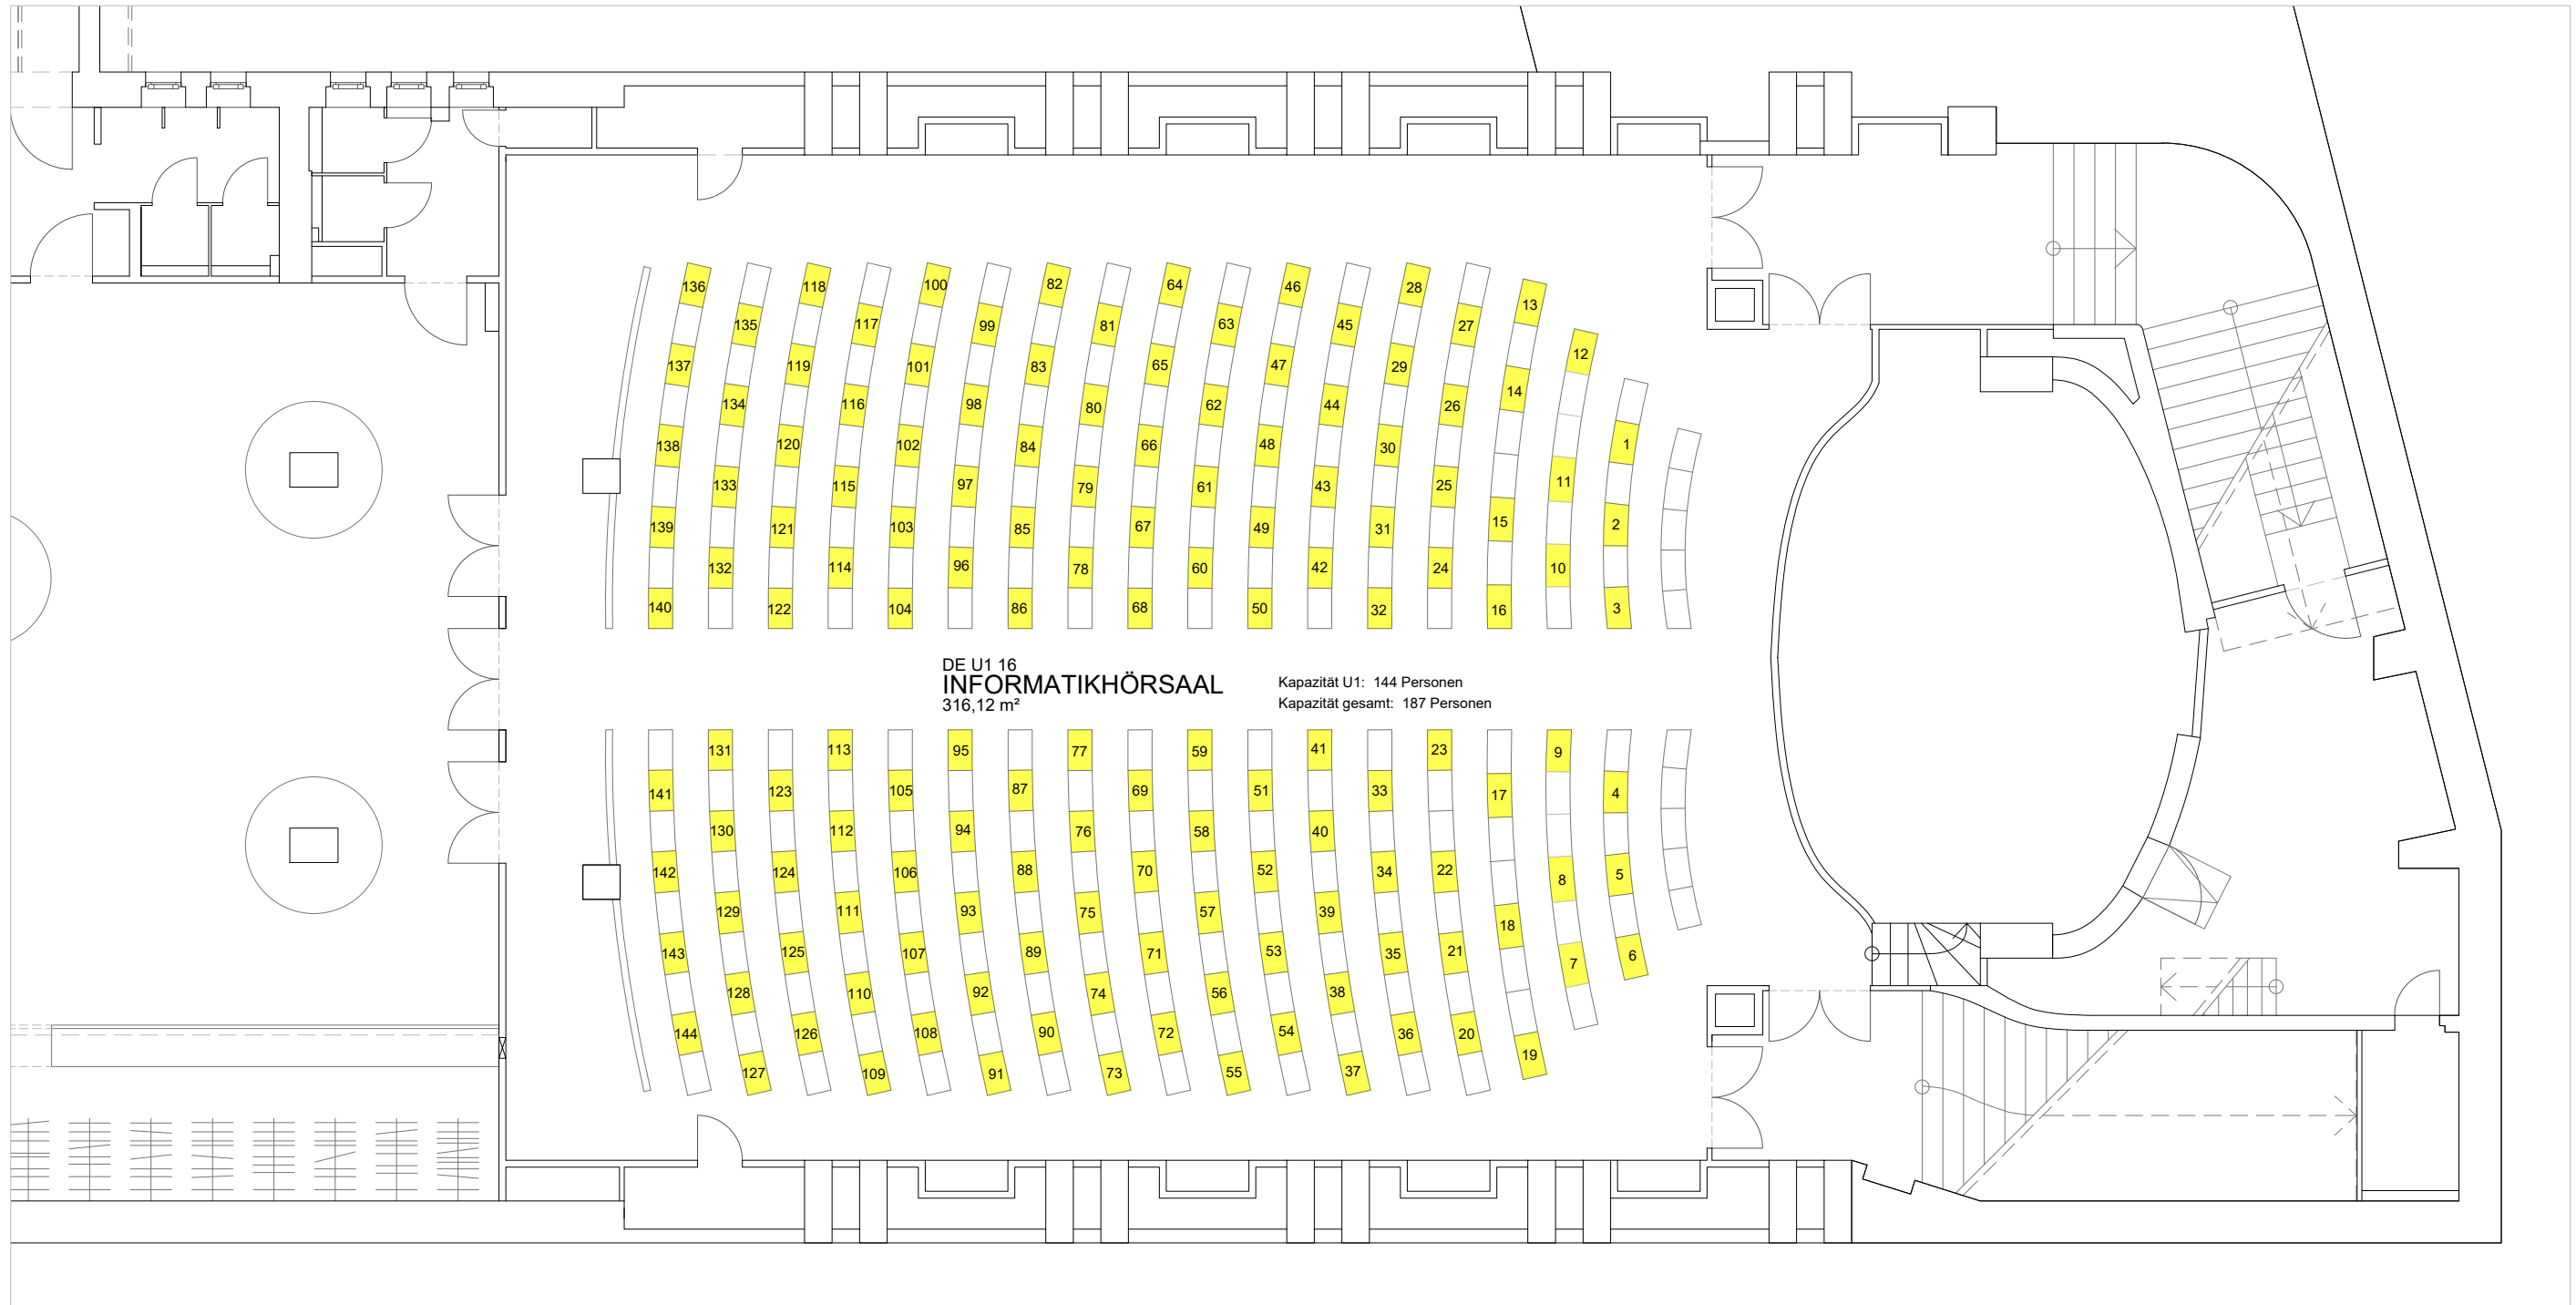 136 118 100 82 64 46 28 13
135 117 99 81 63 45 27 12
137 119 101 83 65 47 29 14
134 116 98 80 62 44 26 1
138 120 102 84 66 48 30 11
133 115 97 79 61 43 25 15 2
139 121 103 85 67 49 31 10
132 114 96 78 60 42 24 16 3
140 122 104 86 68 50 32
DE U1 16
INFORMATIKHÖRSAAL
316,12 m²
Kapazität U1: 144 Personen
Kapazität gesamt: 187 Personen
131 113 95 77 59 41 23 9
141 123 105 87 69 51 33 17 4
130 112 94 76 58 40
142 124 106 88 70 52 34 22 8 5
129 111 93 75 57 39 18
143 125 107 89 71 53 35 21 7 6
128 110 92 74 56 38
144 126 108 90 72 54 36 20 19
127 109 91 73 55 37